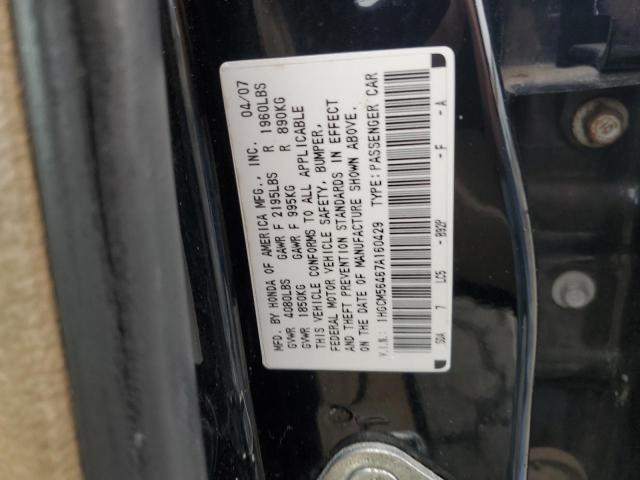 MFD. BY HONDA OF AMERICA MFG., INC. 04/07
GVWR 4080LBS GAWR F 2195LBS R 1960LBS
GVWR 1850KG GAWR F 995KG R 890KG
THIS VEHICLE CONFORMS TO ALL APPLICABLE
FEDERAL MOTOR VEHICLE SAFETY, BUMPER,
AND THEFT PREVENTION STANDARDS IN EFFECT
ON THE DATE OF MANUFACTURE SHOWN ABOVE.
V.I.N.: 1HGCM56467A160429 TYPE:PASSENGER CAR
SDA 7 LC5 - B92P - F - A